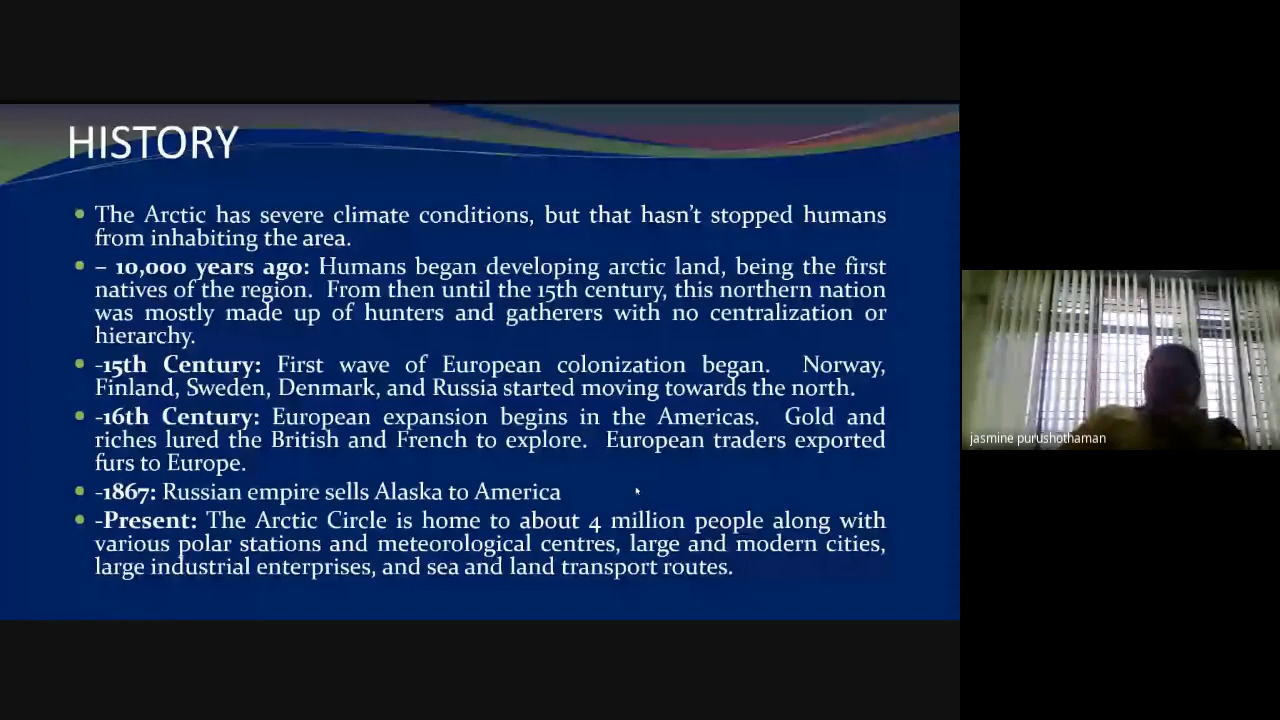 HISTORY
The Arctic has severe climate conditions, but that hasn't stopped humans
from inhabiting the area.
– 10,000 years ago: Humans began developing arctic land, being the first
natives of the region. From then until the 15th century, this northern nation
was mostly made up of hunters and gatherers with no centralization or
hierarchy.
-15th Century: First wave of European colonization began. Norway,
Finland, Sweden, Denmark, and Russia started moving towards the north.
-16th Century: European expansion begins in the Americas. Gold and
riches lured the British and French to explore. European traders exported
furs to Europe.
-1867: Russian empire sells Alaska to America
-Present: The Arctic Circle is home to about 4 million people along with
various polar stations and meteorological centres, large and modern cities,
large industrial enterprises, and sea and land transport routes.
jasmine purushothaman